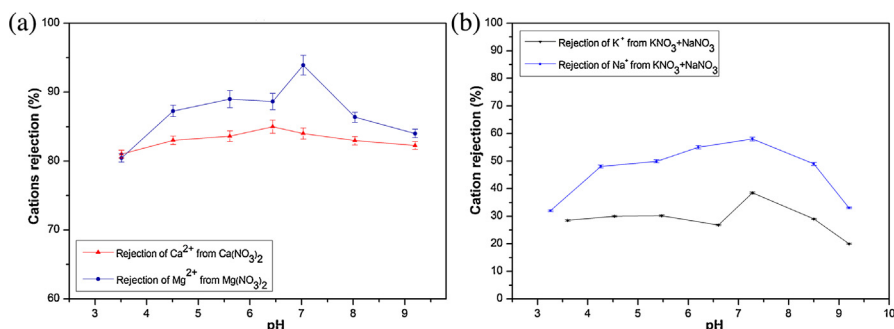 (a)
Cations rejection (%)
100
90
80
70
60
Rejection of Ca2+ from Ca(NO3)2
Rejection of Mg2+ from Mg(NO3)2
3 4 5 6 7 8 9
pH
(b)
Cation rejection (%)
100
90
80
70
60
50
40
30
20
10
0
Rejection of K+ from KNO3+NaNO3
Rejection of Na+ from KNO3+NaNO3
2 3 4 5 6 7 8 9 10
pH